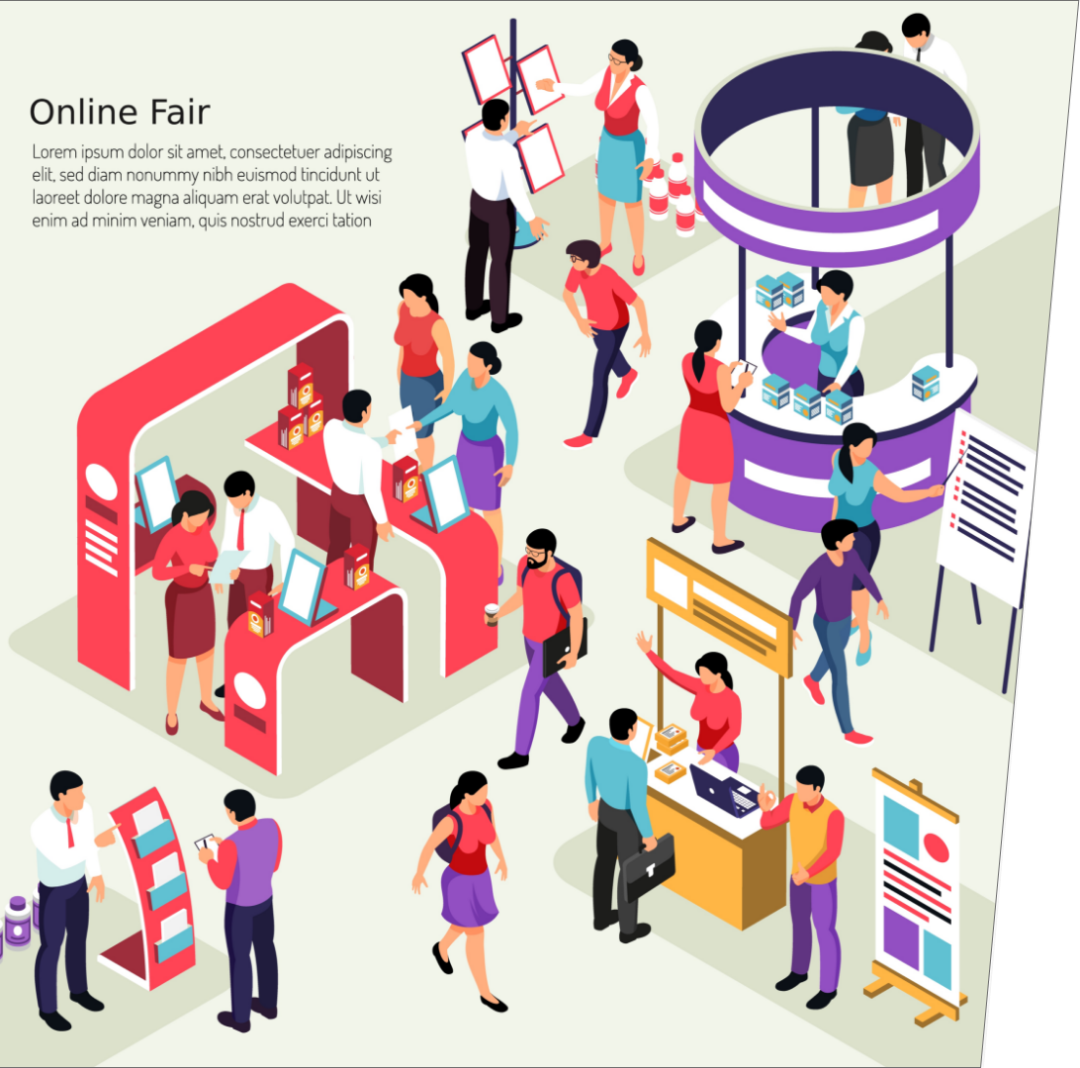 Online Fair
Lorem ipsum dolor sit amet, consectetuer adipiscing
elit, sed diam nonummy nibh euismod tincidunt ut
laoreet dolore magna aliquam erat volutpat. Ut wisi
enim ad minim veniam, quis nostrud exerci tation